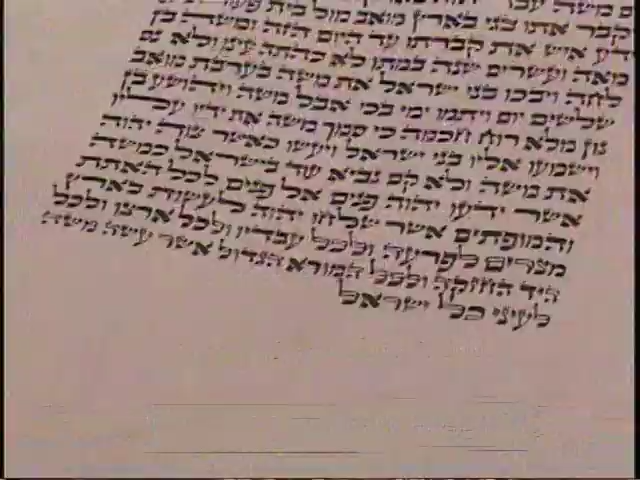 משה עבד
יקבר אתו בגי בארץ מואב מול בית פעור
ידע איש את קברתו עד היום הזה ומשה בן
מאה ועשרים שנה במתו לא כהתה עינו ולא נס
לחה ויבכו בני ישראל את משה בערבת מואב
שלשים יום ויתמו ימי בכי אבל משה ויהושע בן
נון מלא רוח חכמה כי סמך משה את ידיו עליו
וישמעו אליו בני ישראל ויעשו כאשר צוה יהוה
את משה ולא קם נביא עוד בישראל כמשה
אשר ידעו יהוה פנים אל פנים לכל האתת
והמופתים אשר שלחו יהוה לעשות בארץ
מצרים לפרעה ולכל עבדיו ולכל ארצו ולכל
היד החזקה ולכל המורא הגדול אשר עשה משה
לעיני כל ישראל